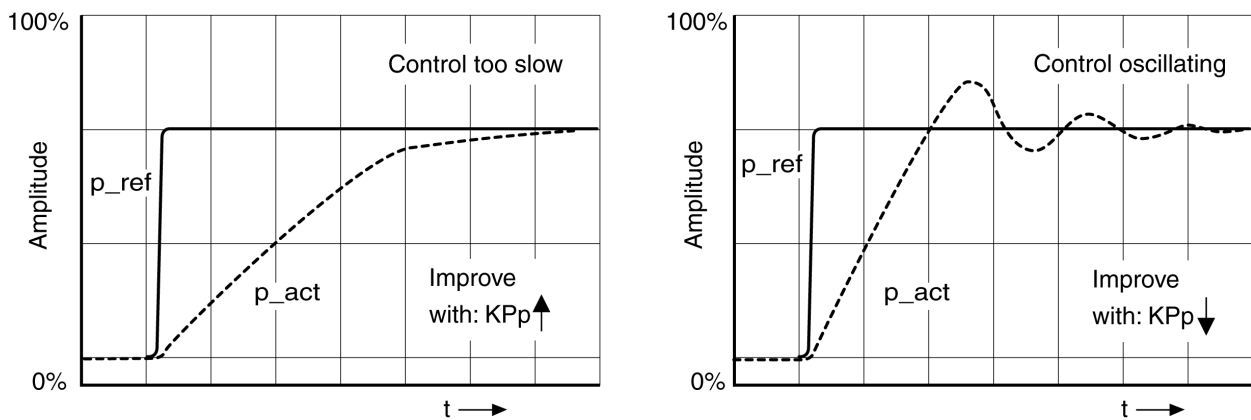 100%
Control too slow
p_ref
Amplitude
p_act
Improve
with: KPp
0%
t
100%
Control oscillating
p_ref
Amplitude
p_act
Improve
with: KPp
0%
t